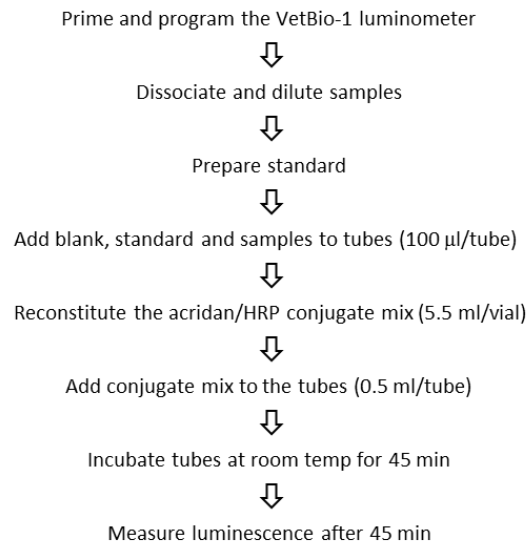 Prime and program the VetBio-1 luminometer
Dissociate and dilute samples
Prepare standard
Add blank, standard and samples to tubes (100 μl/tube)
Reconstitute the acridan/HRP conjugate mix (5.5 ml/vial)
Add conjugate mix to the tubes (0.5 ml/tube)
Incubate tubes at room temp for 45 min
Measure luminescence after 45 min